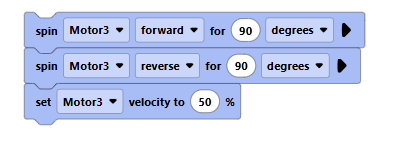 spin Motor3 forward for 90 degrees
spin Motor3 reverse for 90 degrees
set Motor3 velocity to 50 %